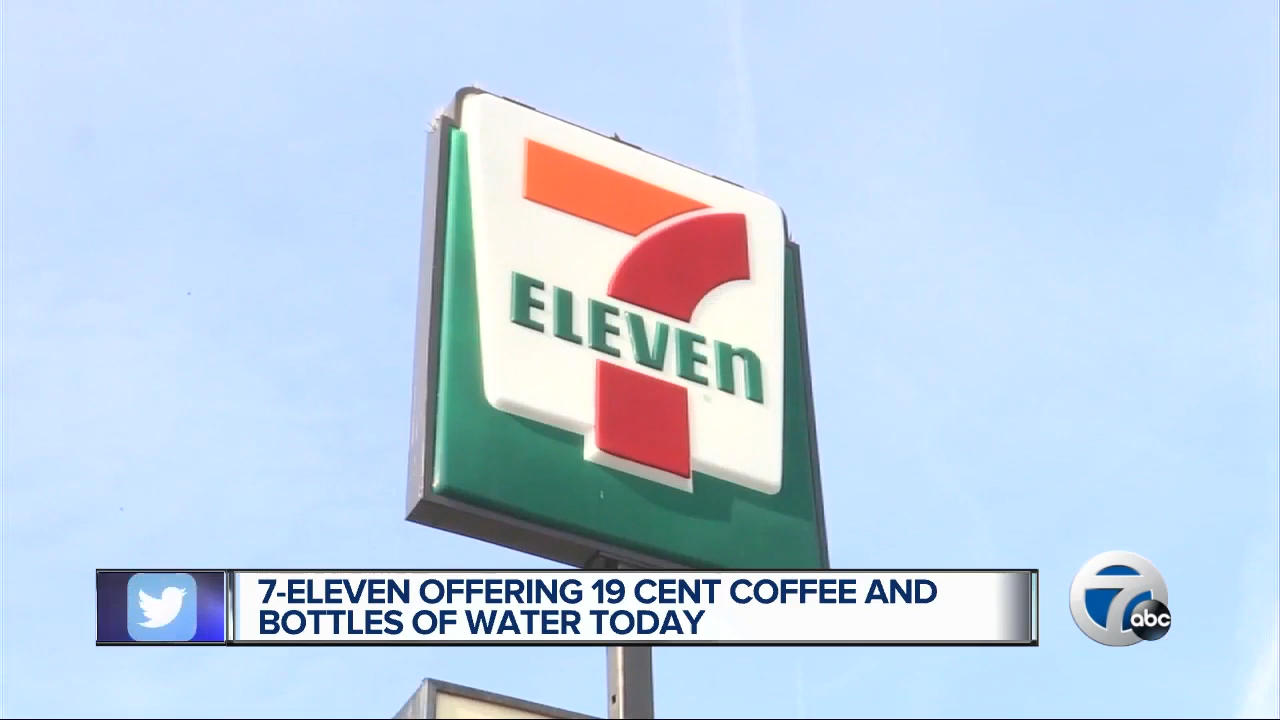 7
ELEVEn
7-ELEVEN OFFERING 19 CENT COFFEE AND
BOTTLES OF WATER TODAY
7
abc